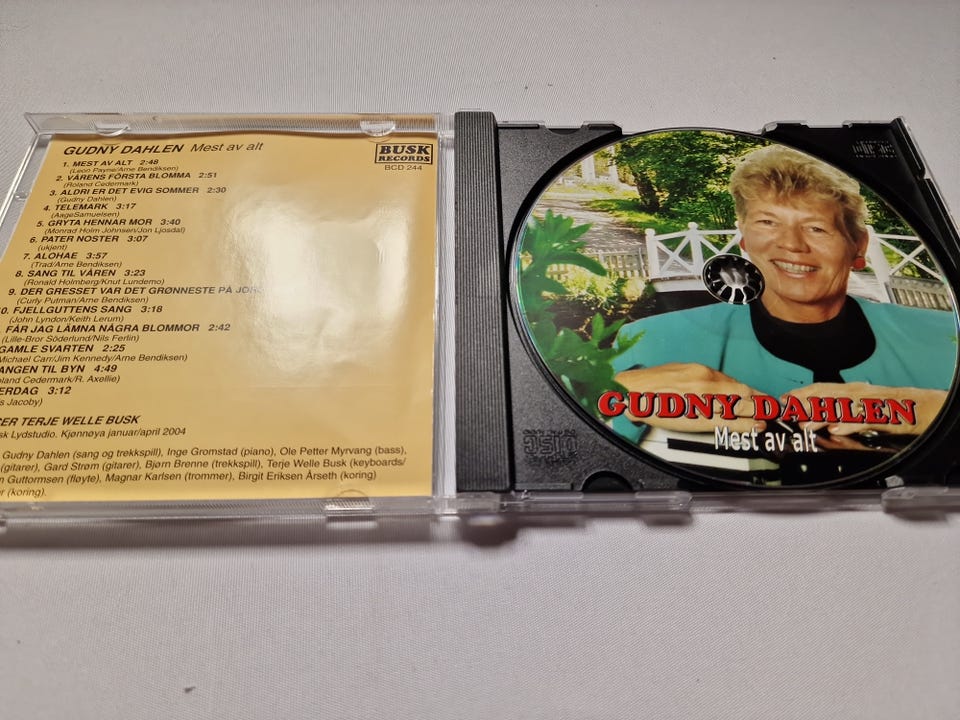 GUDNY DAHLEN Mest av alt
BUSK
RECORDS
BCD 244
1. MEST AV ALT 2:48
(Leon Payne/Arne Bendiksen)
2. VÅRENS FÖRSTA BLOMMA 2:51
(Roland Cedermark)
3. ALDRI ER DET EVIG SOMMER 2:30
(Gudny Dahlen)
4. TELEMARK 3:17
(AageSamuelsen)
5. GRYTA HENNAR MOR 3:40
(Monrad Holm Johnsen/Jon Ljosdal)
6. PATER NOSTER 3:07
(ukjent)
7. ALOHAE 3:57
(Trad/Arne Bendiksen)
8. SANG TIL VÅREN 3:23
(Ronald Holmberg/Knut Lundemo)
9. DER GRESSET VAR DET GRØNNESTE PÅ JORD
(Curly Putman/Arne Bendiksen)
0. FJELLGUTTENS SANG 3:18
(John Lyndon/Keith Lerum)
. FÅR JAG LÄMNA NÅGRA BLOMMOR 2:42
(Lille-Bror Söderlund/Nils Ferlin)
GAMLE SVARTEN 2:25
Michael Carr/Jim Kennedy/Arne Bendiksen)
ANGEN TIL BYN 4:49
oland Cedermark/R. Axellie)
ERDAG 3:12
s Jacoby)
ER TERJE WELLE BUSK
sk Lydstudio. Kjønnøya januar/april 2004
Gudny Dahlen (sang og trekkspill), Inge Gromstad (piano), Ole Petter Myrvang (bass),
(gitarer), Gard Strøm (gitarer), Bjørn Brenne (trekkspill), Terje Welle Busk (keyboards/
n Guttormsen (fløyte), Magnar Karlsen (trommer), Birgit Eriksen Årseth (koring)
r (koring).
GUDNY DAHLEN
Mest av alt